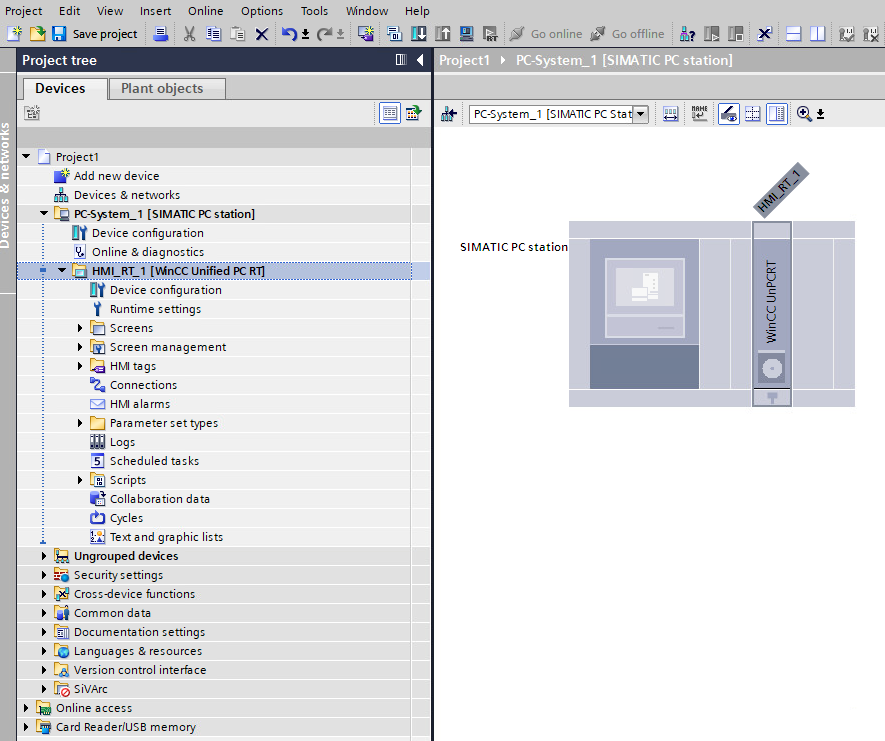 Project Edit View Insert Online Options Tools Window Help
Save project Go online Go offline
Project tree
Project1 PC-System_1 [SIMATIC PC station]
Devices Plant objects
PC-System_1 [SIMATIC PC Stat
NAME
Devices & networks
Project1
Add new device
Devices & networks
PC-System_1 [SIMATIC PC station]
Device configuration
Online & diagnostics
HMI_RT_1 [WinCC Unified PC RT]
Device configuration
Runtime settings
Screens
Screen management
HMI tags
Connections
HMI alarms
Parameter set types
Logs
Scheduled tasks
Scripts
Collaboration data
Cycles
Text and graphic lists
Ungrouped devices
Security settings
Cross-device functions
Common data
Documentation settings
Languages & resources
Version control interface
SiVArc
Online access
Card Reader/USB memory
HMI_RT_1
SIMATIC PC station
WinCC UnPCRT